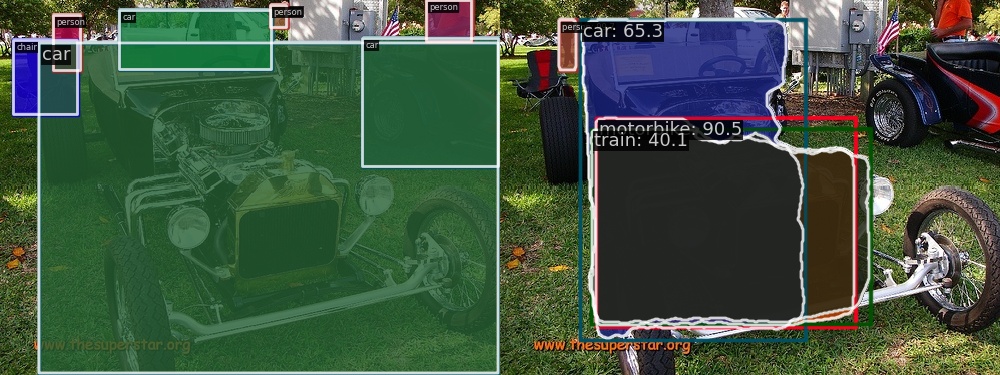 person
car
person
person
chair
car
car
www.thesuperstar.org
car: 65.3
motorbike: 90.5
train: 40.1
www.thesuperstar.org